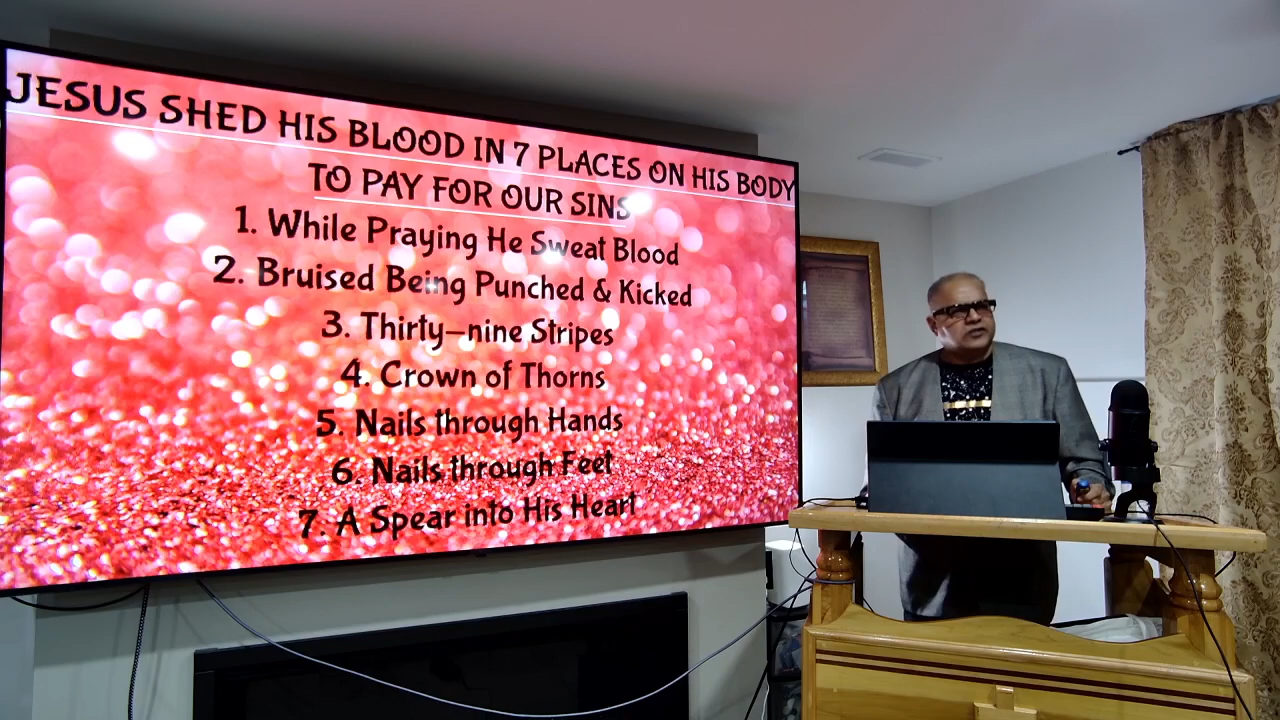 JESUS SHED HIS BLOOD IN 7 PLACES ON HIS BODY
TO PAY FOR OUR SINS
1. While Praying He Sweat Blood
2. Bruised Being Punched & Kicked
3. Thirty-nine Stripes
4. Crown of Thorns
5. Nails through Hands
6. Nails through Feet
7. A Spear into His Heart